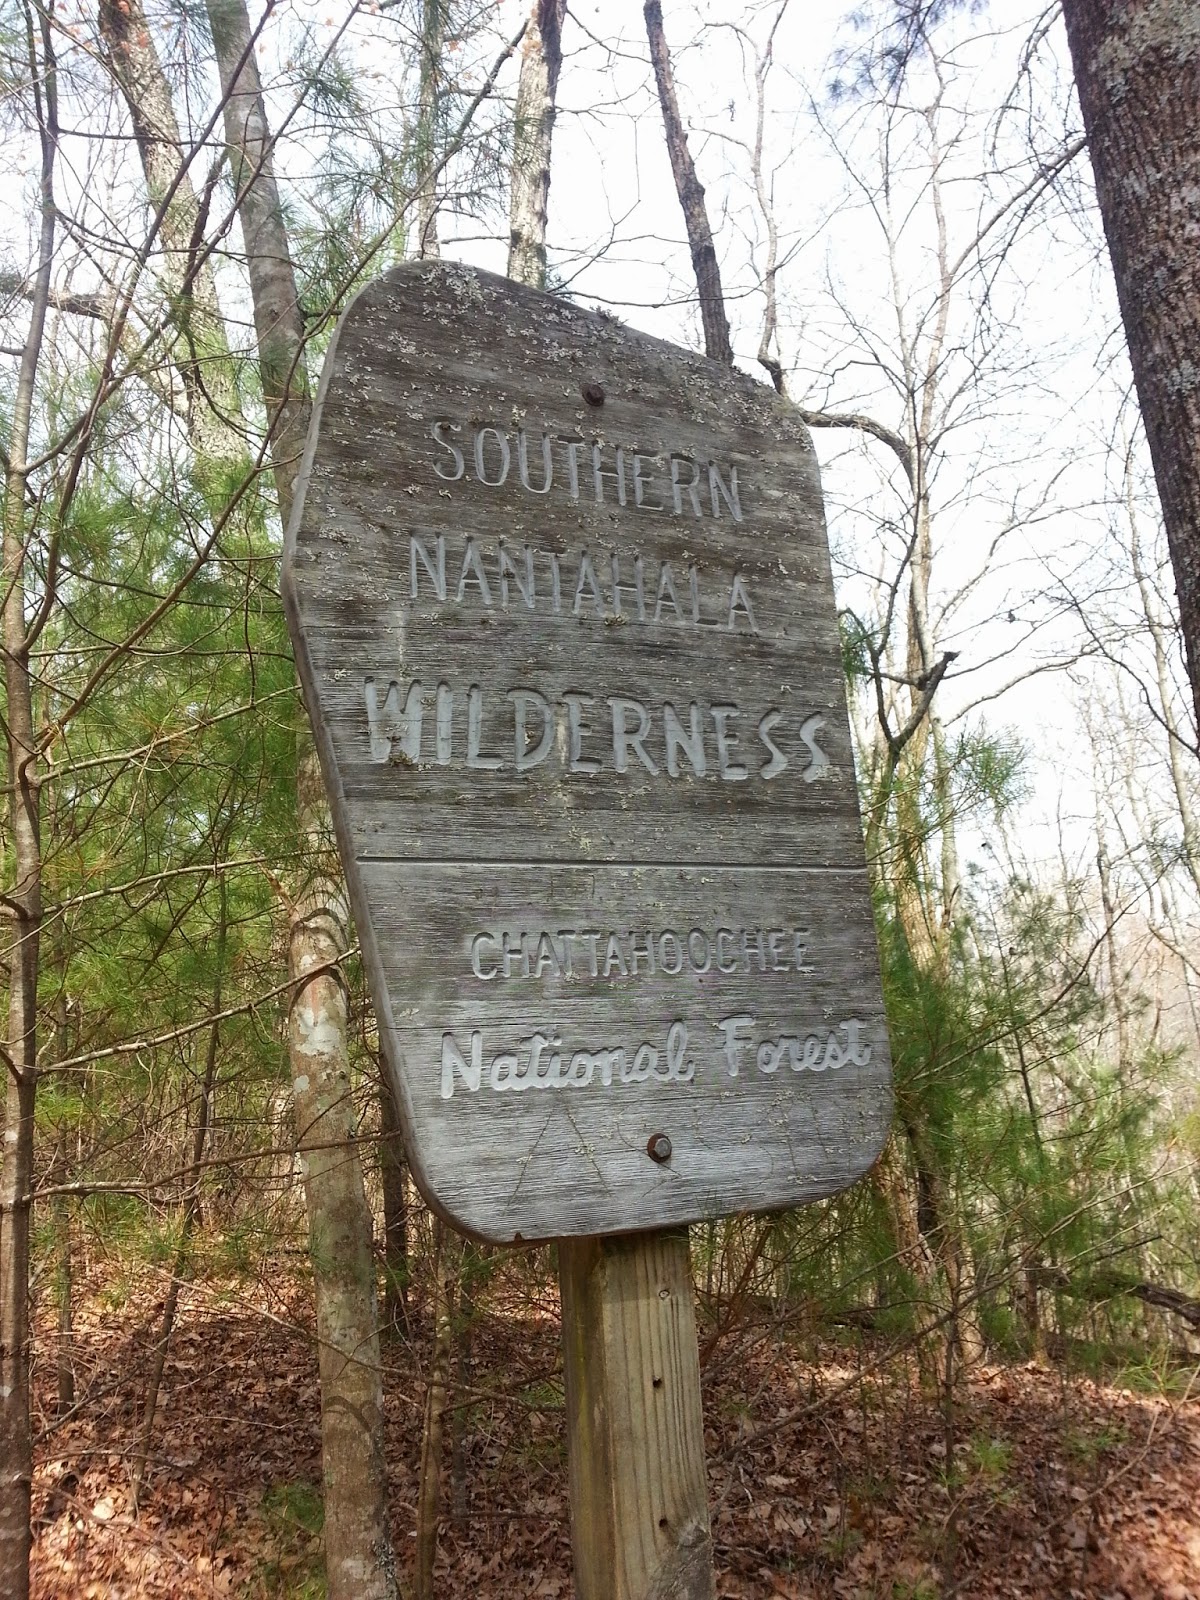 SOUTHERN
NANTAHALA
WILDERNESS
CHATTAHOOCHEE
National Forest